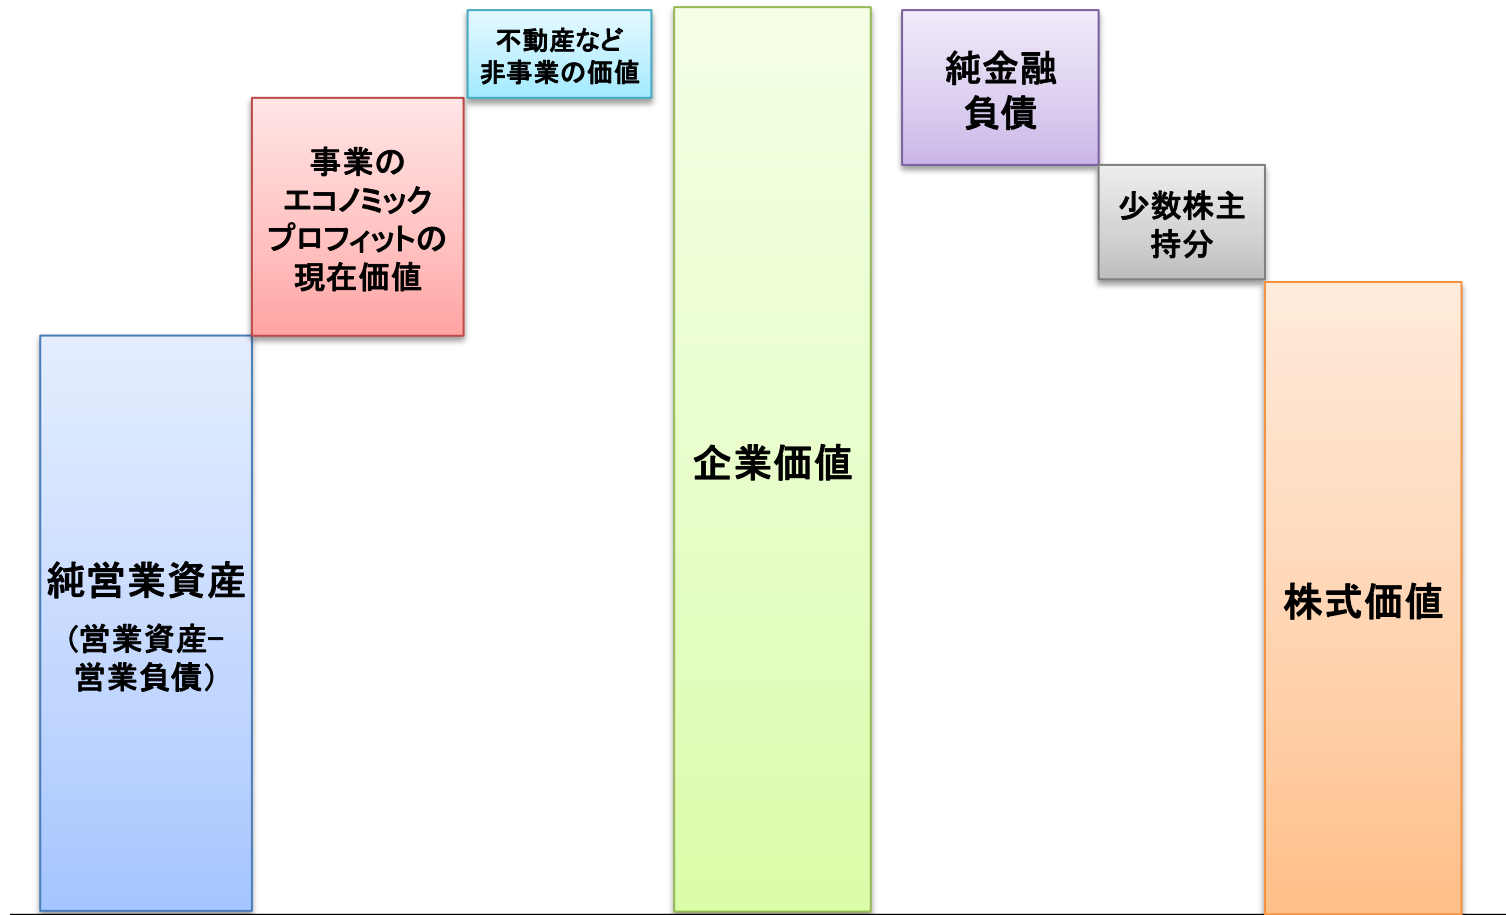 不動産など
非事業の価値
事業の
エコノミック
プロフィットの
現在価値
純営業資産
（営業資産−
営業負債）
企業価値
純金融
負債
少数株主
持分
株式価値